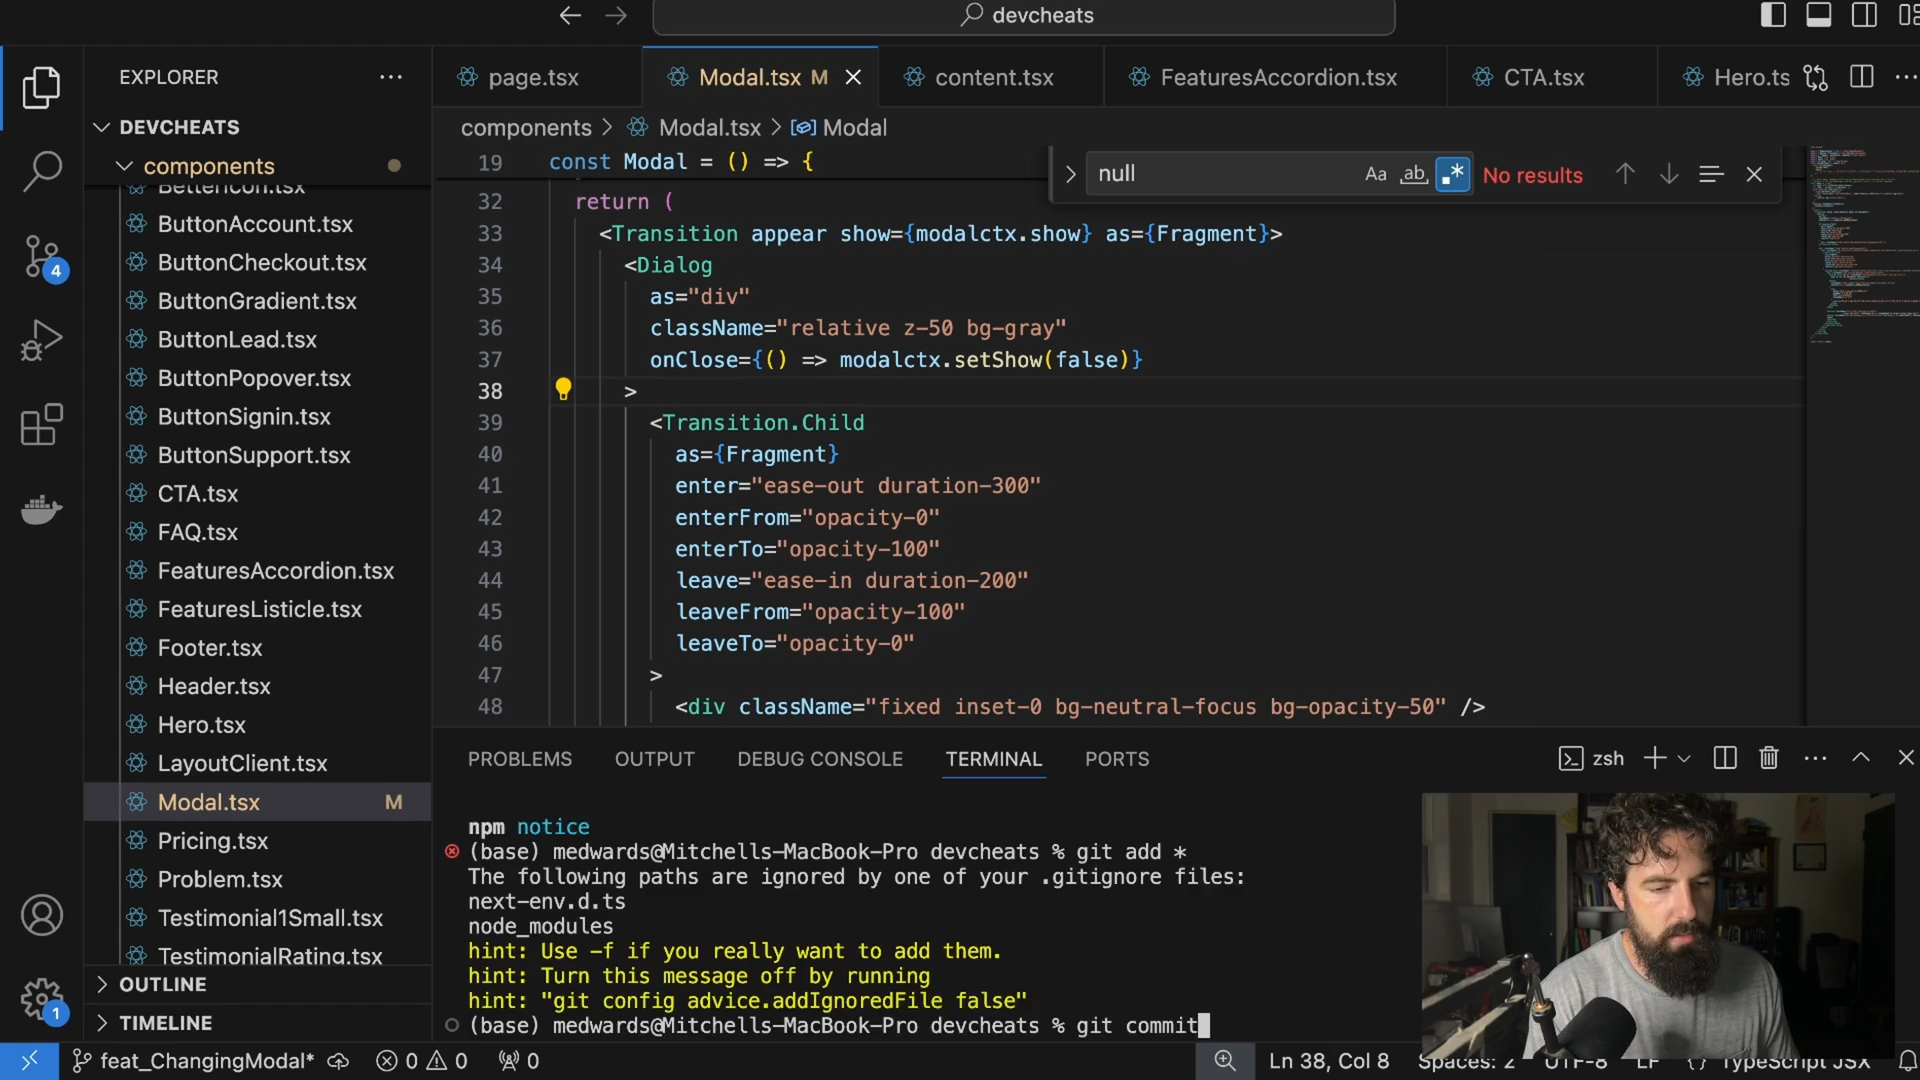 devcheats
EXPLORER
DEVCHEATS
components
BetterIcon.tsx
ButtonAccount.tsx
ButtonCheckout.tsx
ButtonGradient.tsx
ButtonLead.tsx
ButtonPopover.tsx
ButtonSignin.tsx
ButtonSupport.tsx
CTA.tsx
FAQ.tsx
FeaturesAccordion.tsx
FeaturesListicle.tsx
Footer.tsx
Header.tsx
Hero.tsx
LayoutClient.tsx
Modal.tsx M
Pricing.tsx
Problem.tsx
Testimonial1Small.tsx
TestimonialRating.tsx
OUTLINE
TIMELINE
4
1
page.tsx
Modal.tsx M
content.tsx
FeaturesAccordion.tsx
CTA.tsx
Hero.ts
components > Modal.tsx > Modal
null
Aa ab .* No results
19 const Modal = () => {
32 return (
33 <Transition appear show={modalctx.show} as={Fragment}>
34 <Dialog
35 as="div"
36 className="relative z-50 bg-gray"
37 onClose={() => modalctx.setShow(false)}
38 >
39 <Transition.Child
40 as={Fragment}
41 enter="ease-out duration-300"
42 enterFrom="opacity-0"
43 enterTo="opacity-100"
44 leave="ease-in duration-200"
45 leaveFrom="opacity-100"
46 leaveTo="opacity-0"
47 >
48 <div className="fixed inset-0 bg-neutral-focus bg-opacity-50" />
PROBLEMS OUTPUT DEBUG CONSOLE TERMINAL PORTS
zsh
npm notice
(base) medwards@Mitchells-MacBook-Pro devcheats % git add *
The following paths are ignored by one of your .gitignore files:
next-env.d.ts
node_modules
hint: Use -f if you really want to add them.
hint: Turn this message off by running
hint: "git config advice.addIgnoredFile false"
(base) medwards@Mitchells-MacBook-Pro devcheats % git commit
feat_ChangingModal* 0 0 0
Ln 38, Col 8 Spaces: 2 UTF-8 LF {} TypeScript JSX